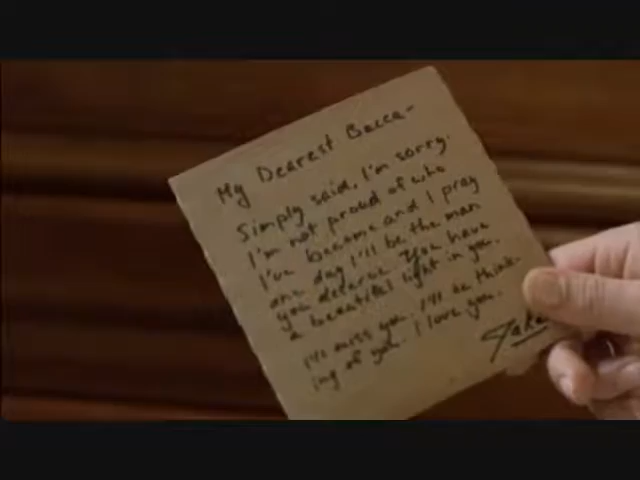 My Dearest Becca-
Simply said, I'm sorry.
I'm not proud of who
I've become and I pray
one day I'll be the man
you deserve. You have
a beautiful light in you.
I'll miss you. I'll be think-
ing of you. I love you.
Jake